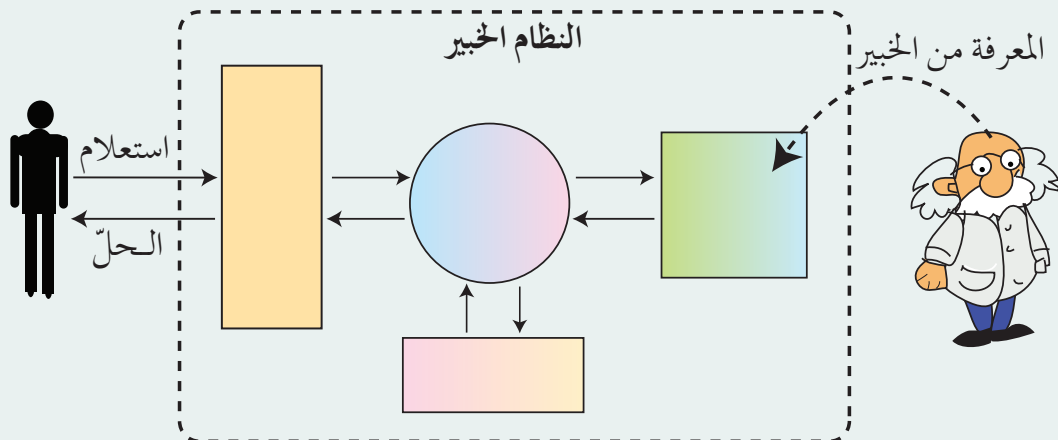 النظام الخبير
المعرفة من الخبير
استعلام
الـحلّ